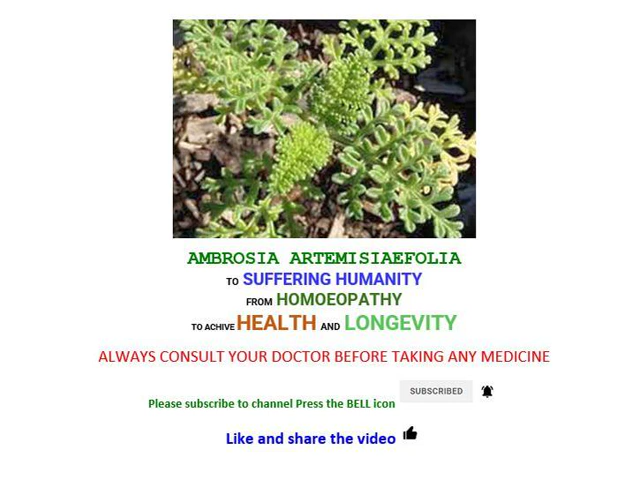 AMBROSIA ARTEMISIAEFOLIA
TO SUFFERING HUMANITY
FROM HOMOEOPATHY
TO ACHIVE HEALTH AND LONGEVITY
ALWAYS CONSULT YOUR DOCTOR BEFORE TAKING ANY MEDICINE
Please subscribe to channel Press the BELL icon SUBSCRIBED
Like and share the video